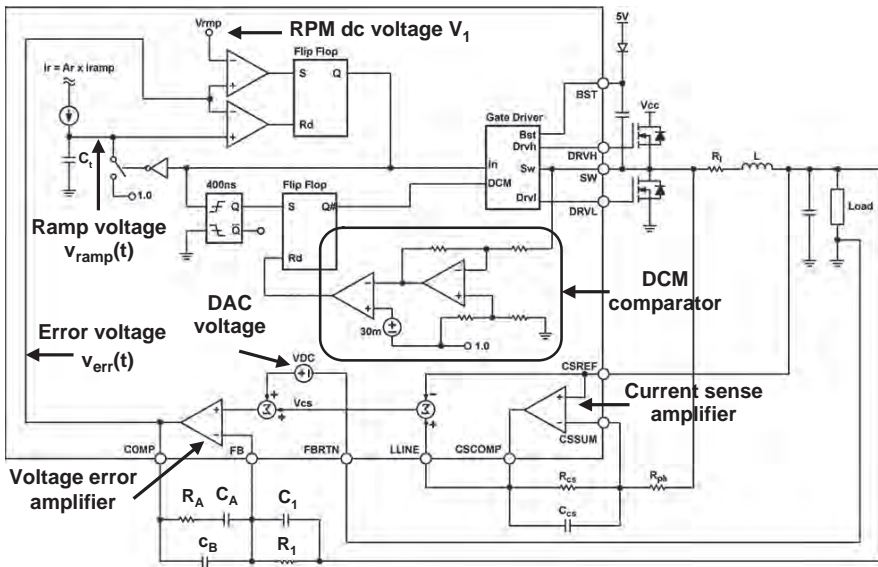 Vrmp
RPM dc voltage V1
Flip Flop
S Q
Rd
ir = Ar x iramp
Ct
1.0
Ramp voltage
vramp(t)
400ns
Q
Q
Flip Flop
S Q#
Rd
Gate Driver
Bst
Drvh
in
Sw
DCM
Drvl
5V
BST
Vcc
DRVH
SW
DRVL
Rl
L
Load
30m
1.0
DCM
comparator
DAC
voltage
Error voltage
verr(t)
VDC
Vcs
Σ
Σ
CSREF
Current sense
amplifier
CSSUM
COMP
FB
FBRTN
LLINE
CSCOMP
Voltage error
amplifier
RA
CA
C1
CB
R1
Rcs
Rph
Ccs